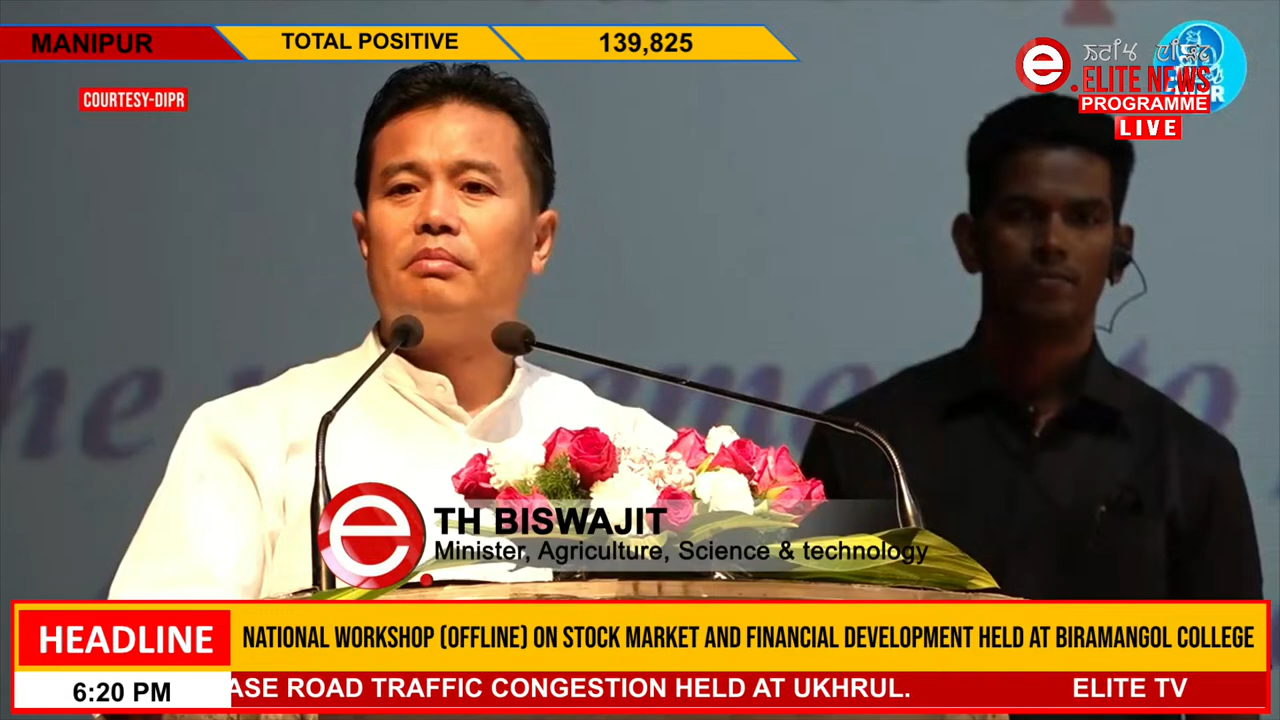 MANIPUR
TOTAL POSITIVE
139,825
COURTESY-DIPR
e.
ELITE NEWS
PROGRAMME
LIVE
he
to
e.
TH BISWAJIT
Minister, Agriculture, Science & technology
HEADLINE
NATIONAL WORKSHOP (OFFLINE) ON STOCK MARKET AND FINANCIAL DEVELOPMENT HELD AT BIRAMANGOL COLLEGE
6:20 PM
ASE ROAD TRAFFIC CONGESTION HELD AT UKHRUL.
ELITE TV